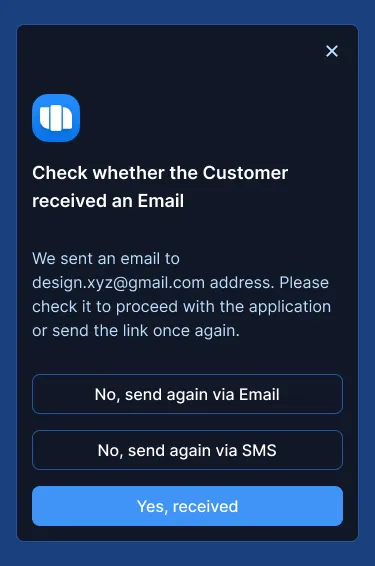 Check whether the Customer
received an Email
We sent an email to
design.xyz@gmail.com address. Please
check it to proceed with the application
or send the link once again.
No, send again via Email
No, send again via SMS
Yes, received